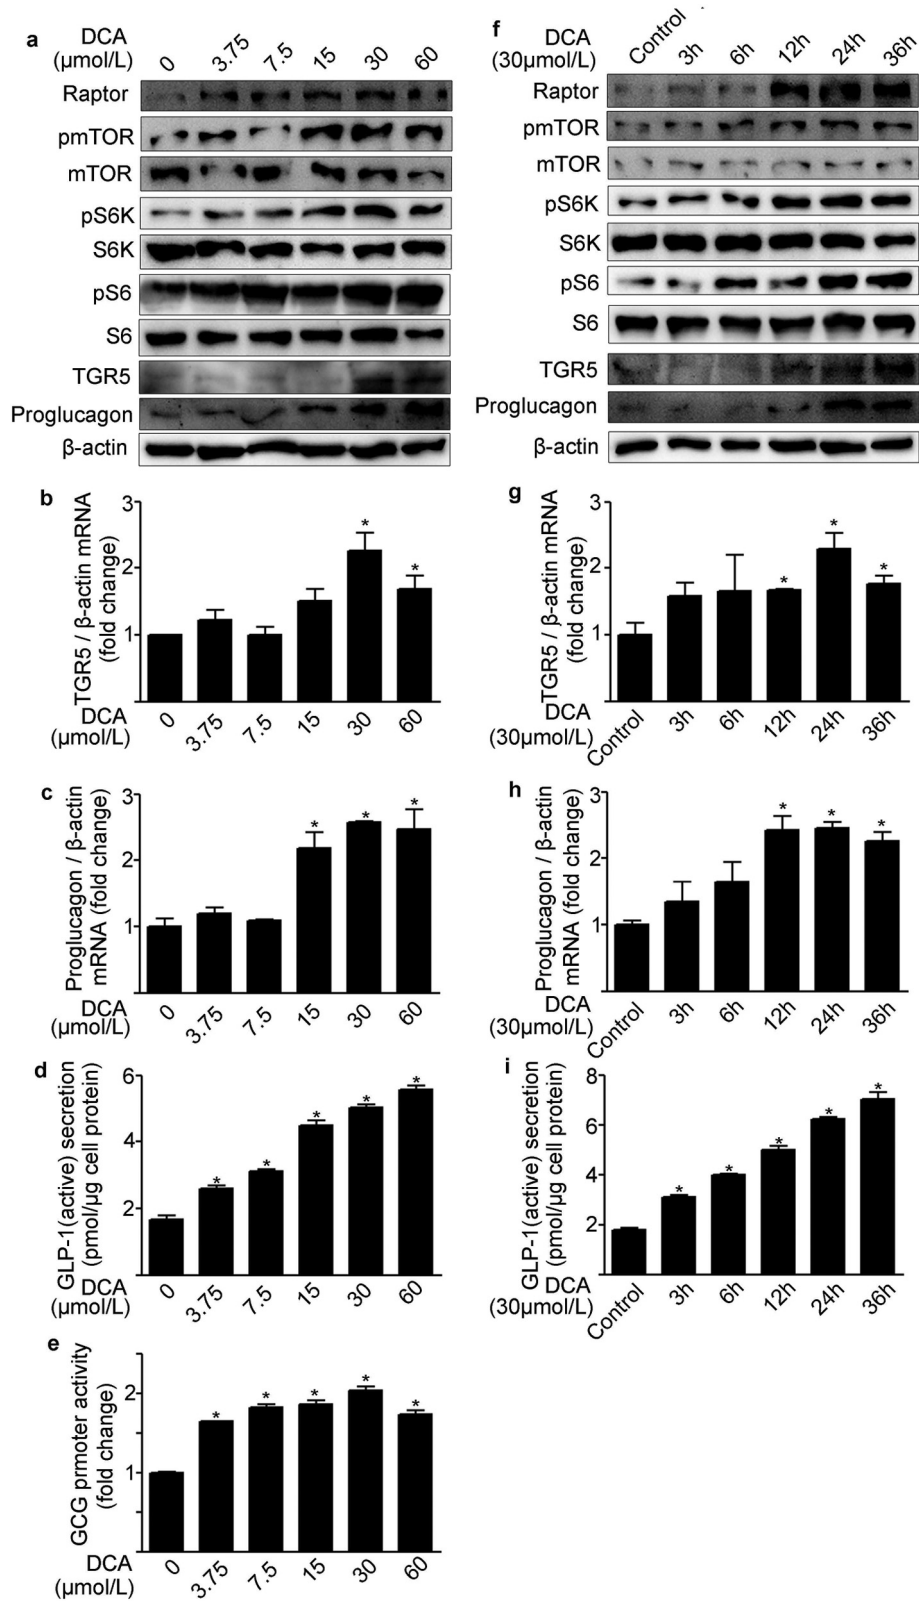 a
DCA
(μmol/L)
0 3.75 7.5 15 30 60
Raptor
pmTOR
mTOR
pS6K
S6K
pS6
S6
TGR5
Proglucagon
β-actin
b
TGR5 / β-actin mRNA
(fold change)
3
2
1
DCA
(μmol/L)
0 3.75 7.5 15 30 60
* *
c
Proglucagon / β-actin
mRNA (fold change)
3
2
1
DCA
(μmol/L)
0 3.75 7.5 15 30 60
* * *
d
GLP-1(active) secretion
(pmol/μg cell protein)
6
4
2
DCA
(μmol/L)
0 3.75 7.5 15 30 60
* * * * *
e
GCG prmoter activity
(fold change)
2
1
DCA
(μmol/L)
0 3.75 7.5 15 30 60
* * * * *
f
DCA
(30μmol/L)
Control 3h 6h 12h 24h 36h
Raptor
pmTOR
mTOR
pS6K
S6K
pS6
S6
TGR5
Proglucagon
β-actin
g
TGR5 / β-actin mRNA
(fold change)
3
2
1
DCA
(30μmol/L)
Control 3h 6h 12h 24h 36h
* * *
h
Proglucagon / β-actin
mRNA (fold change)
3
2
1
DCA
(30μmol/L)
Control 3h 6h 12h 24h 36h
* * *
i
GLP-1(active) secretion
(pmol/μg cell protein)
8
6
4
2
DCA
(30μmol/L)
Control 3h 6h 12h 24h 36h
* * * * *